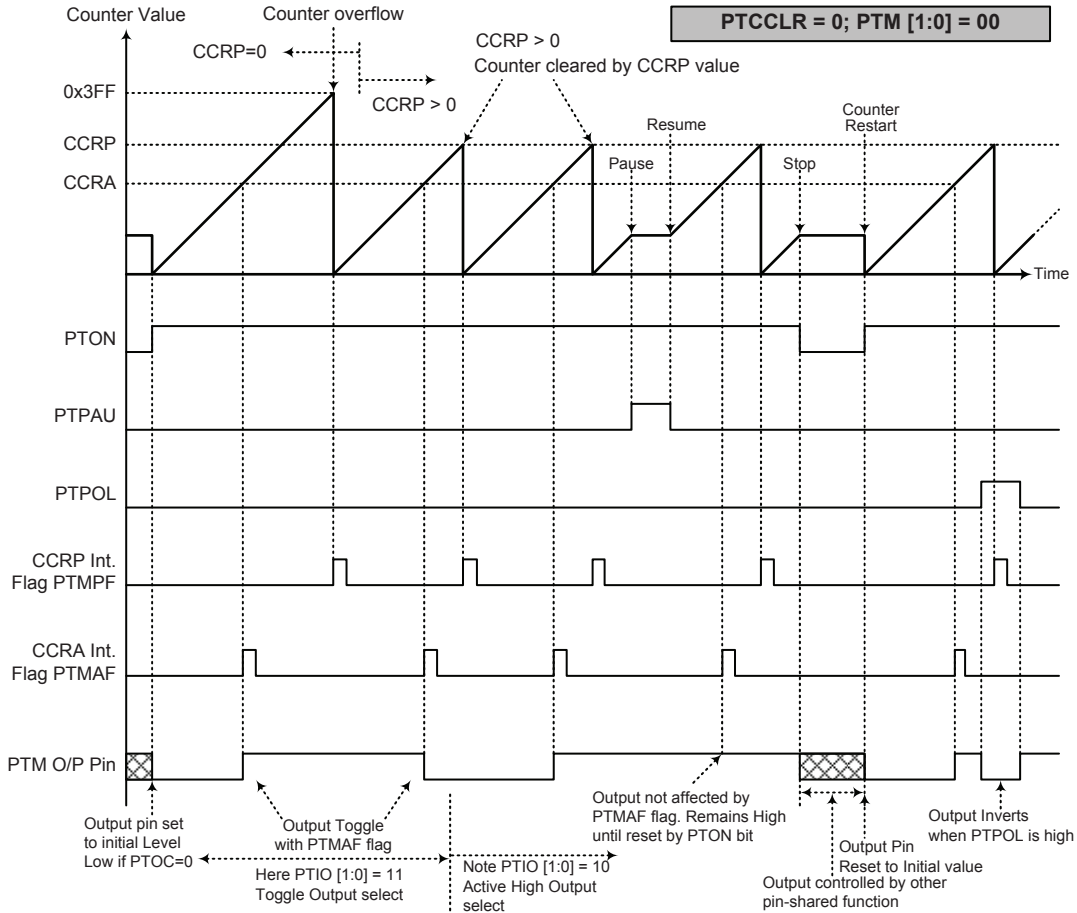 Counter Value
Counter overflow
PTCCLR = 0; PTM [1:0] = 00
CCRP=0
CCRP > 0
CCRP > 0
Counter cleared by CCRP value
0x3FF
CCRP
CCRA
Pause
Resume
Stop
Counter
Restart
Time
PTON
PTPAU
PTPOL
CCRP Int.
Flag PTMPF
CCRA Int.
Flag PTMAF
PTM O/P Pin
Output pin set
to initial Level
Low if PTOC=0
Output Toggle
with PTMAF flag
Here PTIO [1:0] = 11
Toggle Output select
Note PTIO [1:0] = 10
Active High Output
select
Output not affected by
PTMAF flag. Remains High
until reset by PTON bit
Output Pin
Reset to Initial value
Output controlled by other
pin-shared function
Output Inverts
when PTPOL is high